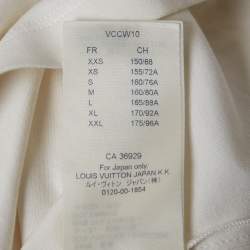 VCCW10
FR CH
XXS 150/68
XS 155/72A
S 160/76A
M 160/80A
L 165/88A
XL 170/92A
XXL 175/96A
CA 36929
For Japan only:
LOUIS VUITTON JAPAN K.K.
ルイ・ヴィトン ジャパン(株)
0120-00-1854